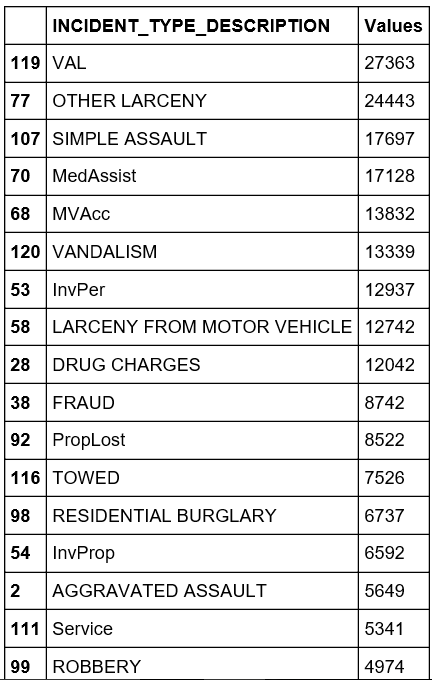 INCIDENT_TYPE_DESCRIPTION Values
119 VAL 27363
77 OTHER LARCENY 24443
107 SIMPLE ASSAULT 17697
70 MedAssist 17128
68 MVAcc 13832
120 VANDALISM 13339
53 InvPer 12937
58 LARCENY FROM MOTOR VEHICLE 12742
28 DRUG CHARGES 12042
38 FRAUD 8742
92 PropLost 8522
116 TOWED 7526
98 RESIDENTIAL BURGLARY 6737
54 InvProp 6592
2 AGGRAVATED ASSAULT 5649
111 Service 5341
99 ROBBERY 4974